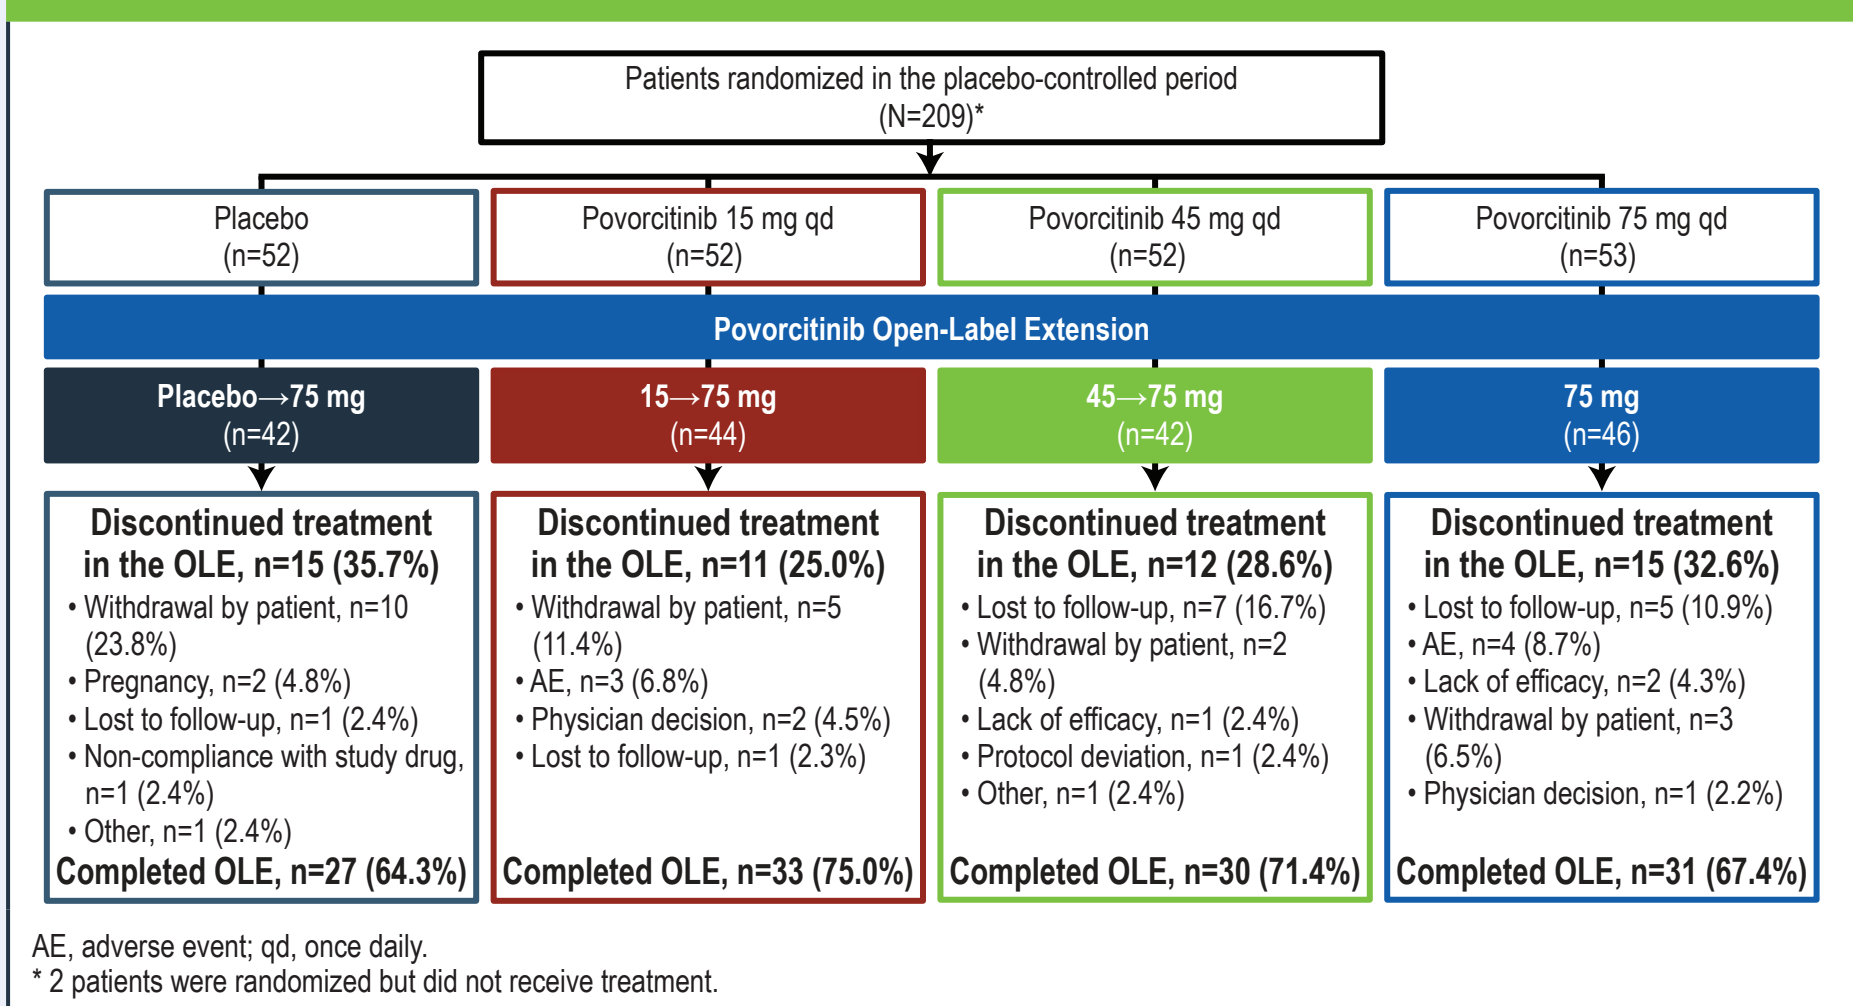 Patients randomized in the placebo-controlled period
(N=209)*
Placebo
(n=52)
Povorcitinib 15 mg qd
(n=52)
Povorcitinib 45 mg qd
(n=52)
Povorcitinib 75 mg qd
(n=53)
Povorcitinib Open-Label Extension
Placebo→75 mg
(n=42)
15→75 mg
(n=44)
45→75 mg
(n=42)
75 mg
(n=46)
Discontinued treatment
in the OLE, n=15 (35.7%)
• Withdrawal by patient, n=10
(23.8%)
• Pregnancy, n=2 (4.8%)
• Lost to follow-up, n=1 (2.4%)
• Non-compliance with study drug,
n=1 (2.4%)
• Other, n=1 (2.4%)
Completed OLE, n=27 (64.3%)
Discontinued treatment
in the OLE, n=11 (25.0%)
• Withdrawal by patient, n=5
(11.4%)
• AE, n=3 (6.8%)
• Physician decision, n=2 (4.5%)
• Lost to follow-up, n=1 (2.3%)
Completed OLE, n=33 (75.0%)
Discontinued treatment
in the OLE, n=12 (28.6%)
• Lost to follow-up, n=7 (16.7%)
• Withdrawal by patient, n=2
(4.8%)
• Lack of efficacy, n=1 (2.4%)
• Protocol deviation, n=1 (2.4%)
• Other, n=1 (2.4%)
Completed OLE, n=30 (71.4%)
Discontinued treatment
in the OLE, n=15 (32.6%)
• Lost to follow-up, n=5 (10.9%)
• AE, n=4 (8.7%)
• Lack of efficacy, n=2 (4.3%)
• Withdrawal by patient, n=3
(6.5%)
• Physician decision, n=1 (2.2%)
Completed OLE, n=31 (67.4%)
AE, adverse event; qd, once daily.
* 2 patients were randomized but did not receive treatment.